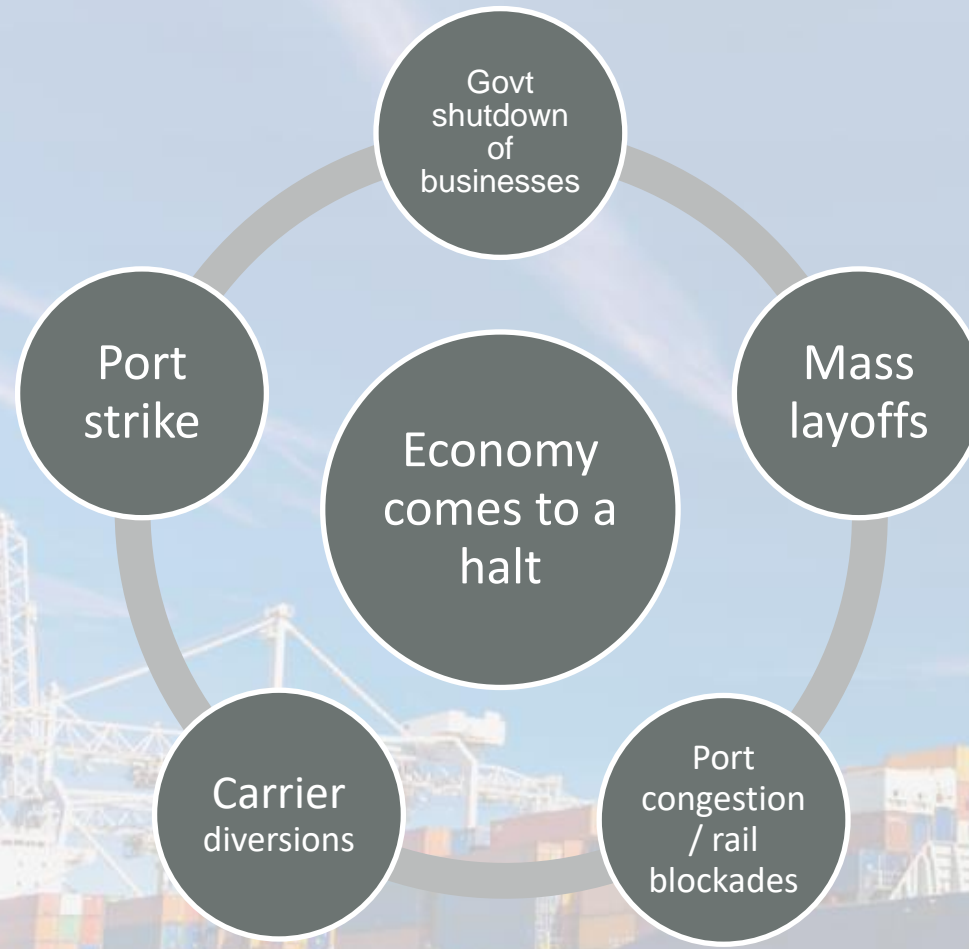 Govt
shutdown
of
businesses
Mass
layoffs
Port
congestion
/ rail
blockades
Carrier
diversions
Port
strike
Economy
comes to a
halt